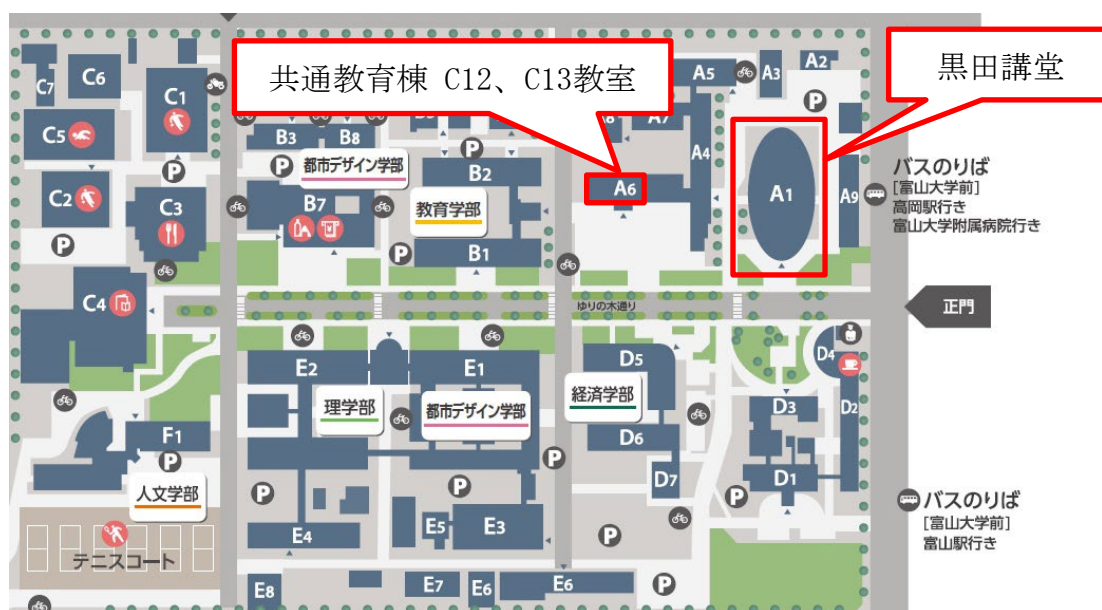 共通教育棟 C12、C13教室
黒田講堂
C7
C6
C1
A5
A3
A2
P
C5
B3
B8
A7
A4
P
P
都市デザイン学部
P
B2
A6
A1
A9
バスのりば
[富山大学前]
高岡駅行き
富山大学附属病院行き
C2
C3
B7
教育学部
P
P
B1
C4
ゆりの木通り
正門
E2
E1
D5
D4
理学部
都市デザイン学部
経済学部
D3
D2
F1
D6
P
P
人文学部
P
P
D7
D1
P
バスのりば
[富山大学前]
富山駅行き
E4
E5
E3
P
テニスコート
E8
E7
E6
E6
P